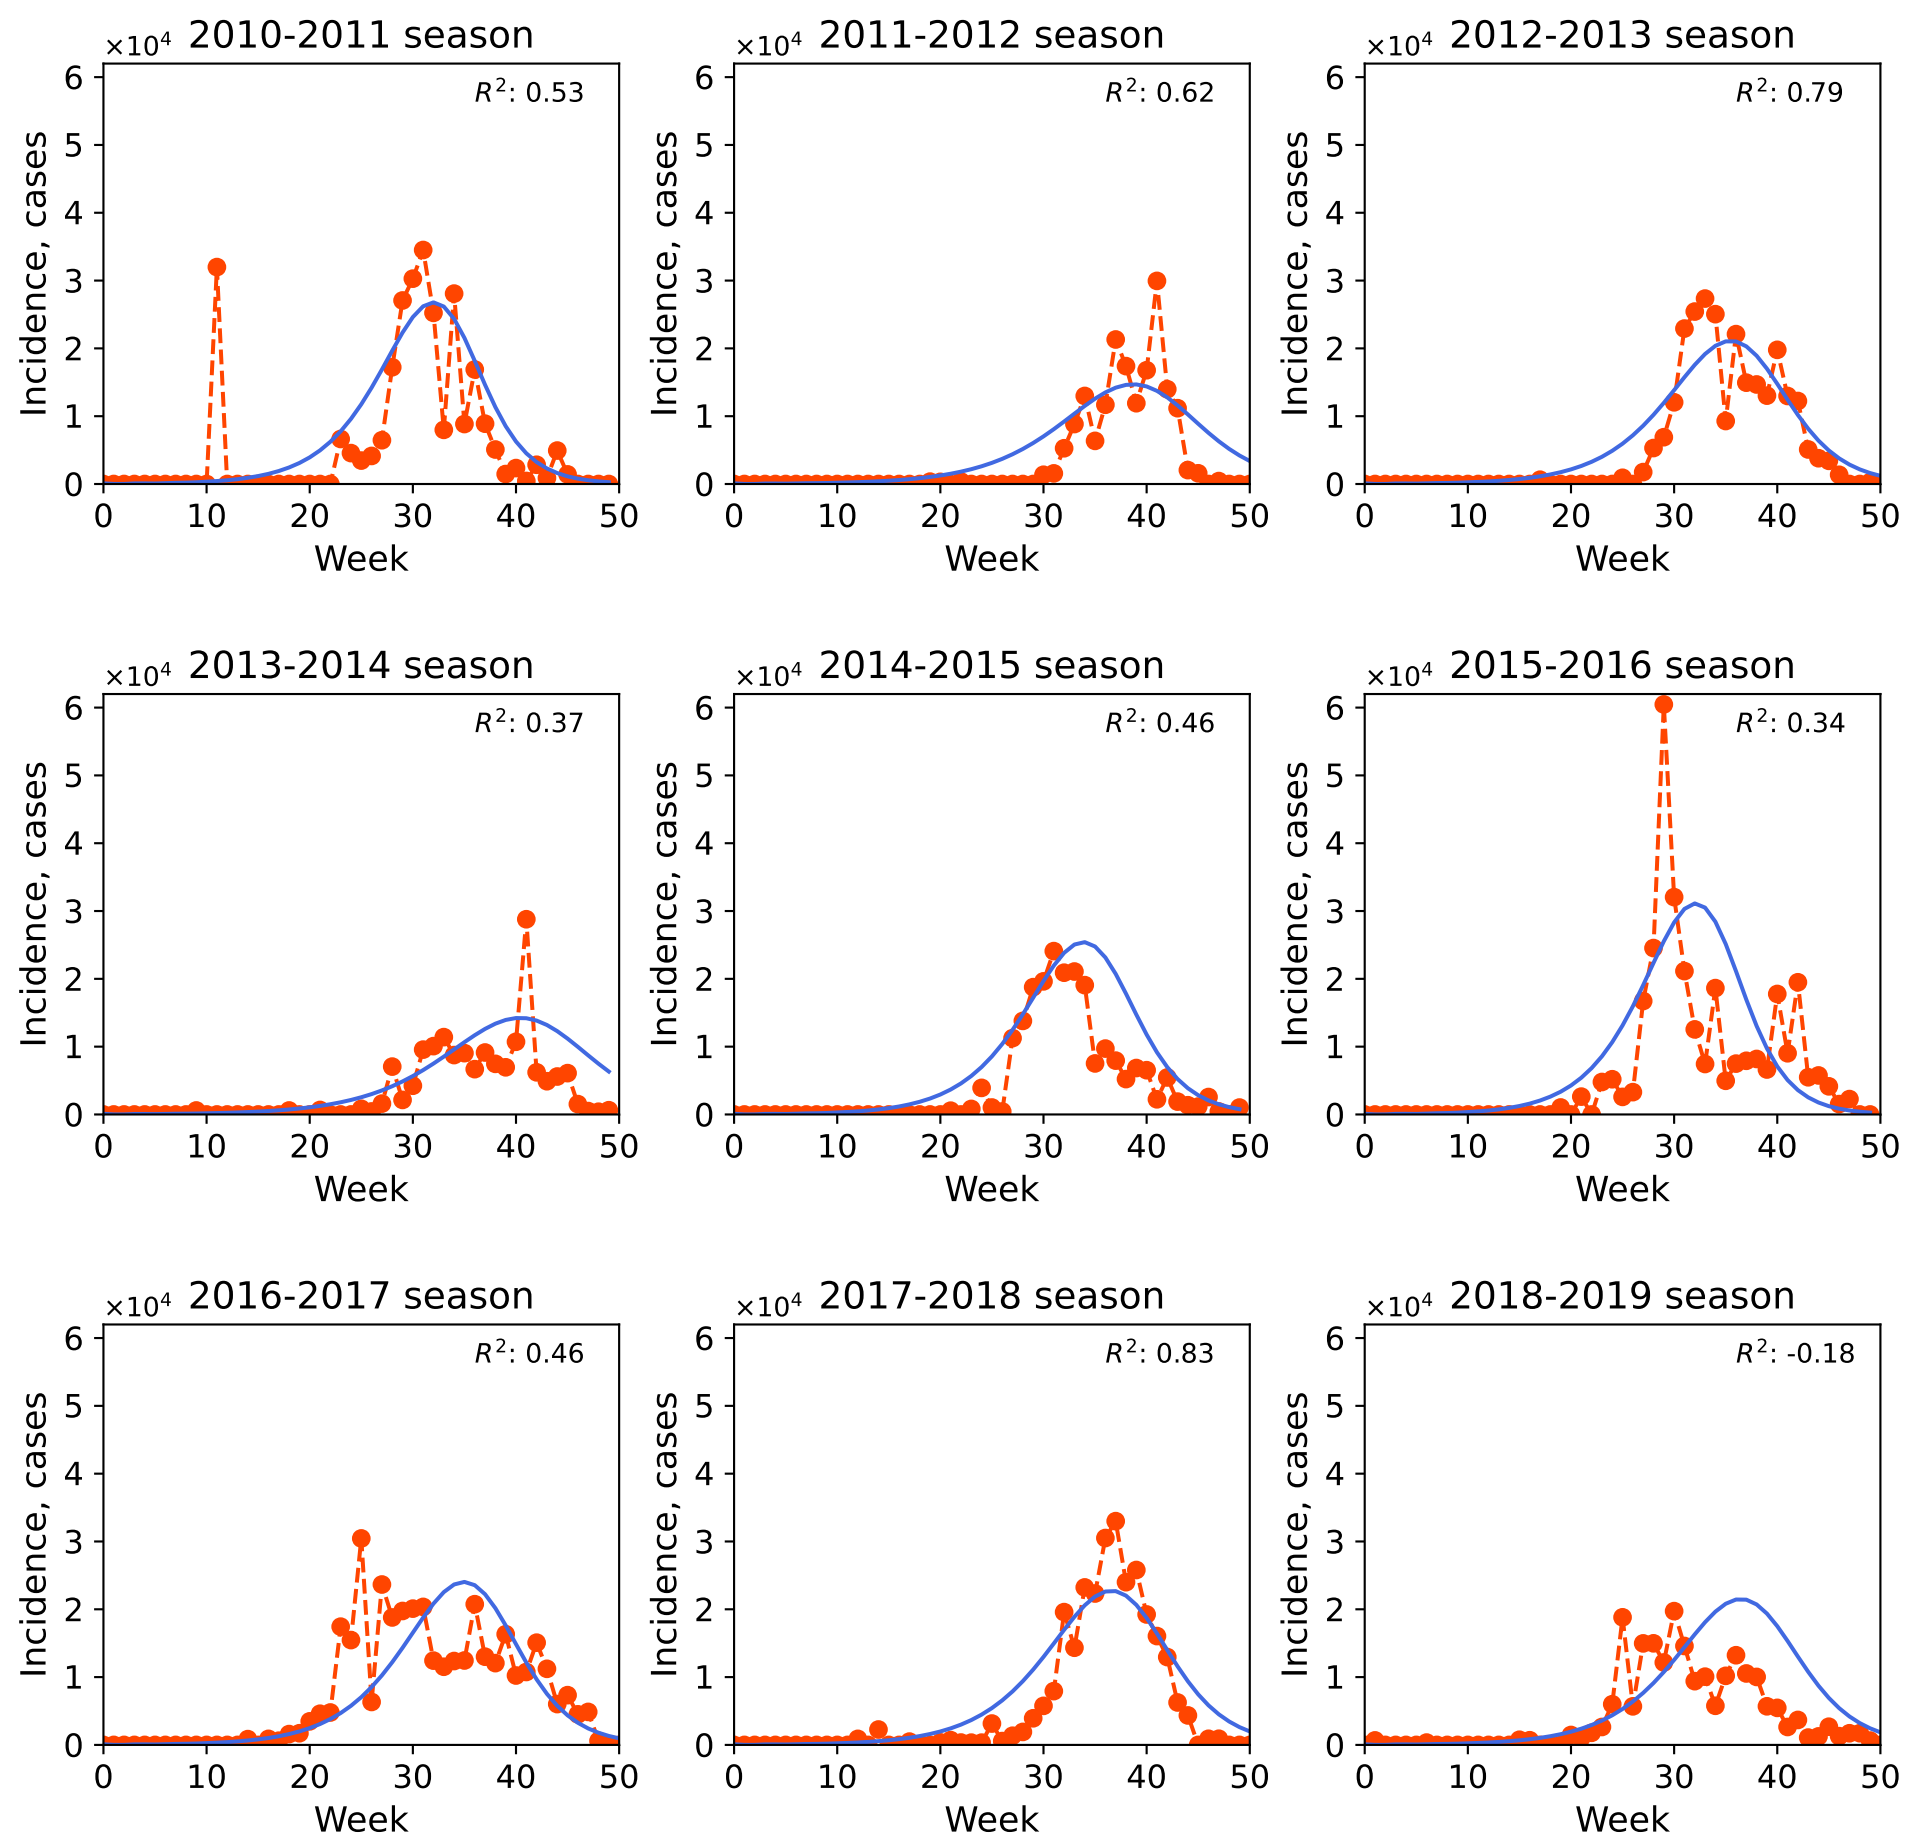 ×10⁴ 2010-2011 season
R²: 0.53
6
5
4
3
2
1
0
Incidence, cases
0 10 20 30 40 50
Week
×10⁴ 2011-2012 season
R²: 0.62
6
5
4
3
2
1
0
Incidence, cases
0 10 20 30 40 50
Week
×10⁴ 2012-2013 season
R²: 0.79
6
5
4
3
2
1
0
Incidence, cases
0 10 20 30 40 50
Week
×10⁴ 2013-2014 season
R²: 0.37
6
5
4
3
2
1
0
Incidence, cases
0 10 20 30 40 50
Week
×10⁴ 2014-2015 season
R²: 0.46
6
5
4
3
2
1
0
Incidence, cases
0 10 20 30 40 50
Week
×10⁴ 2015-2016 season
R²: 0.34
6
5
4
3
2
1
0
Incidence, cases
0 10 20 30 40 50
Week
×10⁴ 2016-2017 season
R²: 0.46
6
5
4
3
2
1
0
Incidence, cases
0 10 20 30 40 50
Week
×10⁴ 2017-2018 season
R²: 0.83
6
5
4
3
2
1
0
Incidence, cases
0 10 20 30 40 50
Week
×10⁴ 2018-2019 season
R²: -0.18
6
5
4
3
2
1
0
Incidence, cases
0 10 20 30 40 50
Week